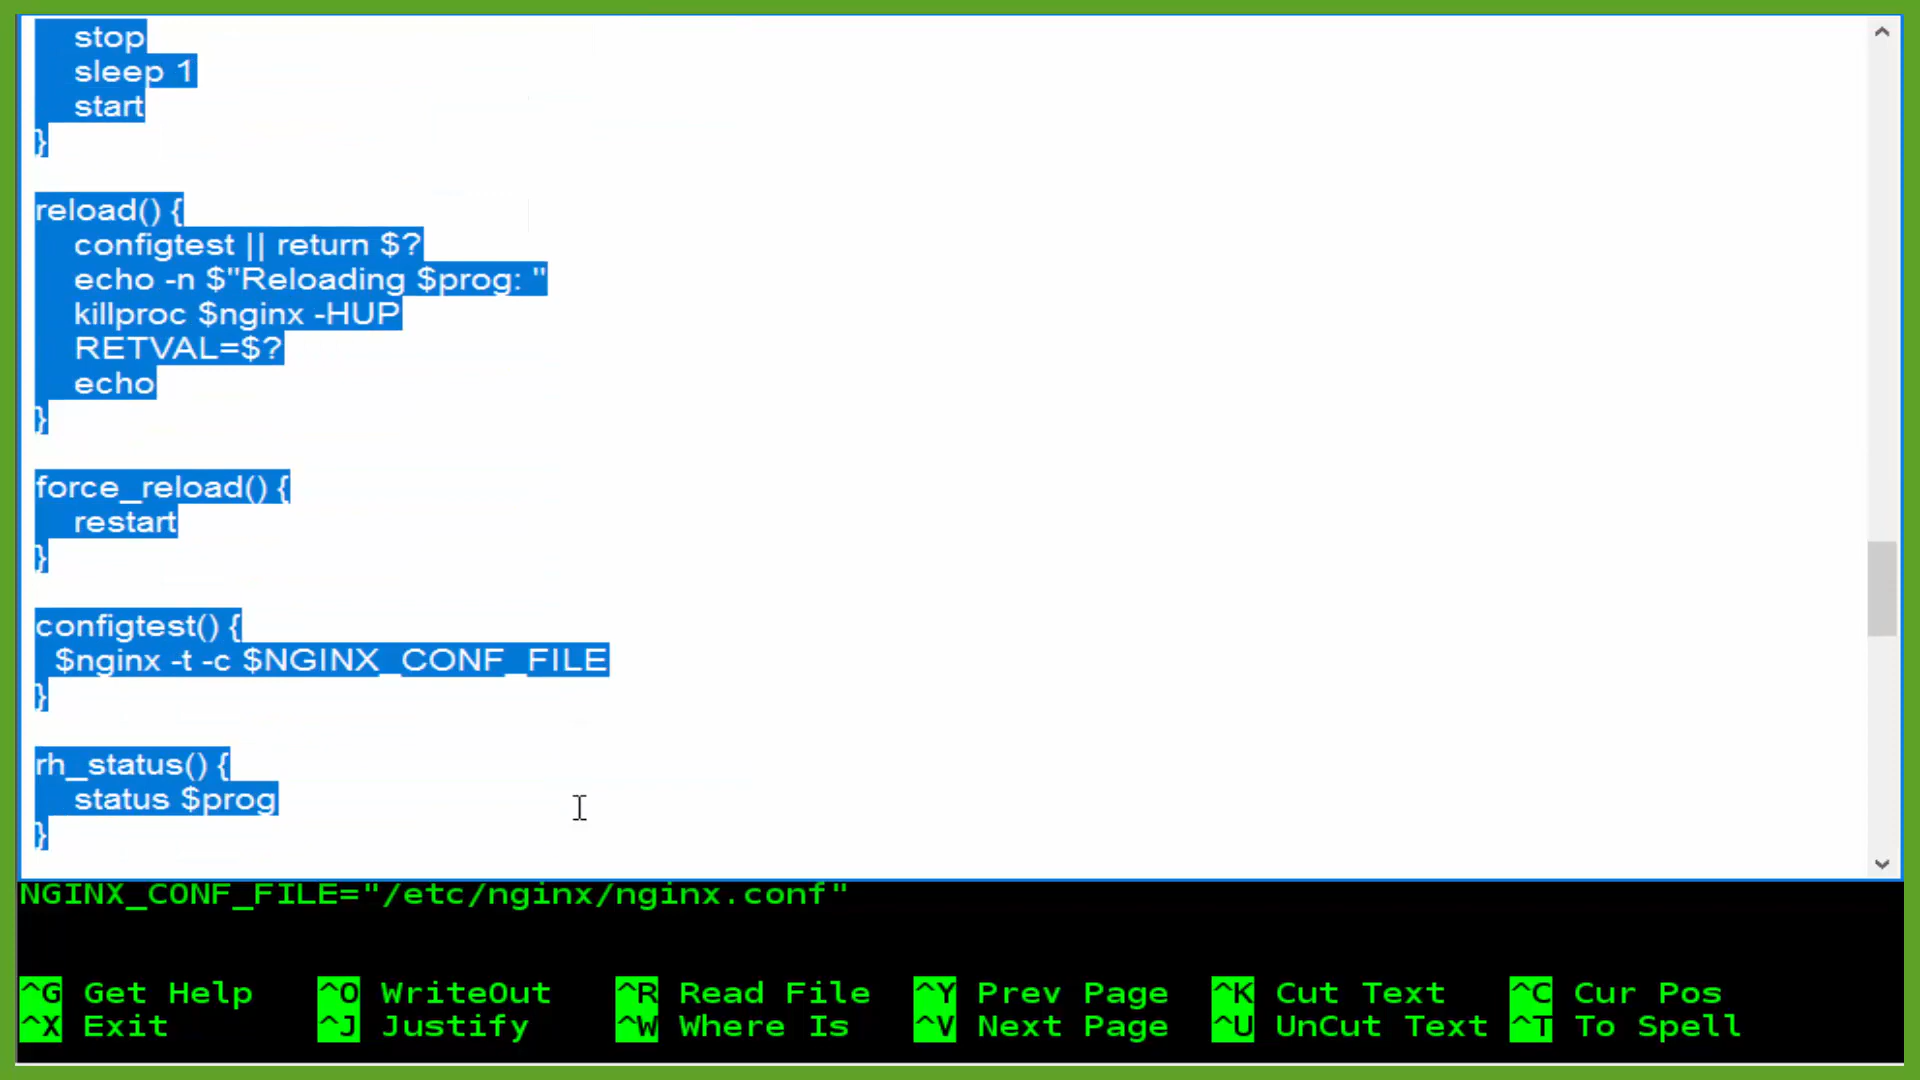 stop
sleep 1
start
}
reload() {
configtest || return $?
echo -n $"Reloading $prog: "
killproc $nginx -HUP
RETVAL=$?
echo
}
force_reload() {
restart
}
configtest() {
$nginx -t -c $NGINX_CONF_FILE
}
rh_status() {
status $prog
}
NGINX_CONF_FILE="/etc/nginx/nginx.conf"
^G Get Help ^O WriteOut ^R Read File ^Y Prev Page ^K Cut Text ^C Cur Pos
^X Exit ^J Justify ^W Where Is ^V Next Page ^U UnCut Text ^T To Spell